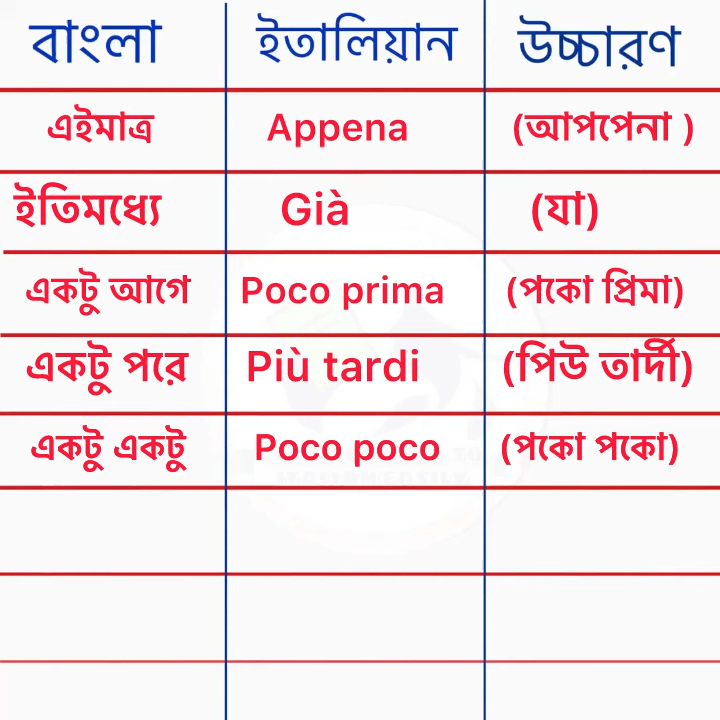 বাংলা ইতালিয়ান উচ্চারণ
এইমাত্র Appena (আপপেনা )
ইতিমধ্যে Già (যা)
একটু আগে Poco prima (পকো প্রিমা)
একটু পরে Più tardi (পিউ তার্দী)
একটু একটু Poco poco (পকো পকো)